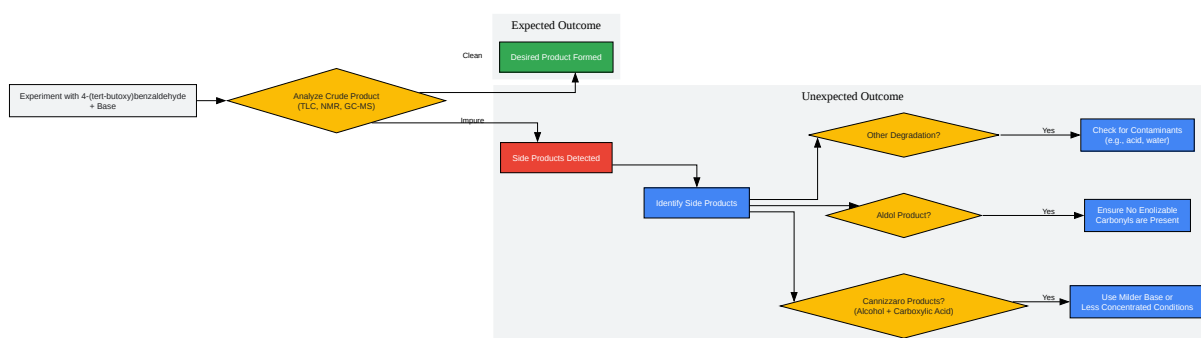 Expected Outcome
Clean
Desired Product Formed
Experiment with 4-(tert-butoxy)benzaldehyde
+ Base
Analyze Crude Product
(TLC, NMR, GC-MS)
Unexpected Outcome
Impure
Side Products Detected
Other Degradation?
Yes
Check for Contaminants
(e.g., acid, water)
Identify Side Products
Aldol Product?
Yes
Ensure No Enolizable
Carbonyls are Present
Cannizzaro Products?
(Alcohol + Carboxylic Acid)
Yes
Use Milder Base or
Less Concentrated Conditions